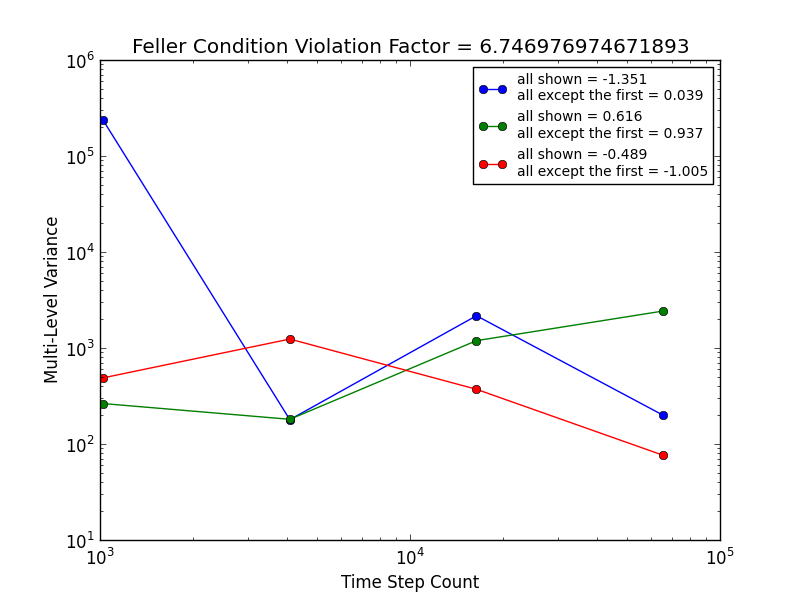 Feller Condition Violation Factor = 6.746976974671893
10^6
10^5
10^4
10^3
10^2
10^1
Multi-Level Variance
all shown = -1.351
all except the first = 0.039
all shown = 0.616
all except the first = 0.937
all shown = -0.489
all except the first = -1.005
10^3
10^4
10^5
Time Step Count